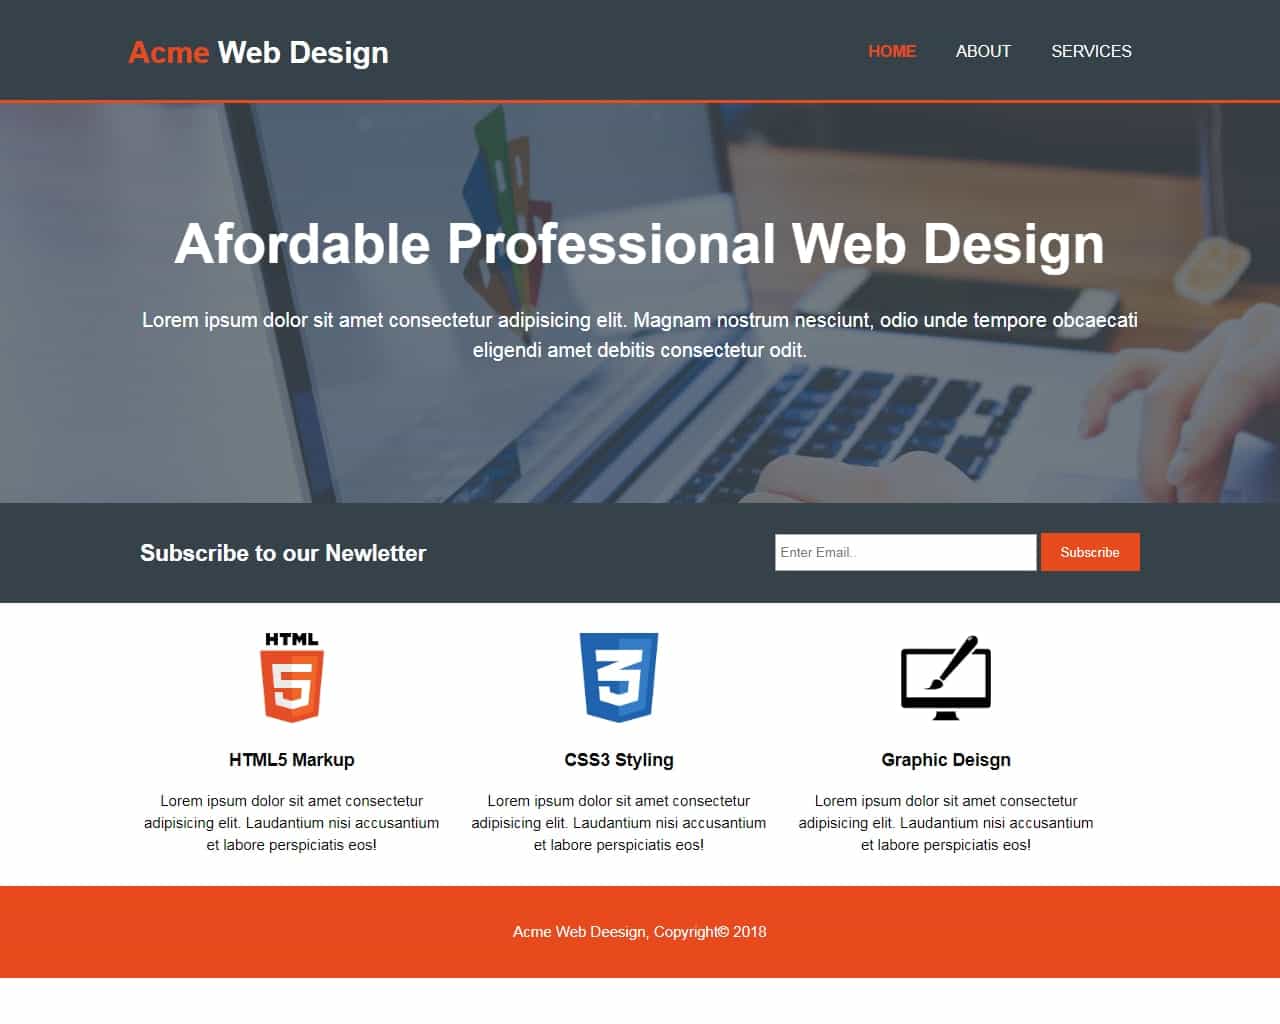 Acme Web Design
HOME ABOUT SERVICES
Afordable Professional Web Design
Lorem ipsum dolor sit amet consectetur adipisicing elit. Magnam nostrum nesciunt, odio unde tempore obcaecati
eligendi amet debitis consectetur odit.
Subscribe to our Newletter
Enter Email..
Subscribe
HTML
5
3
HTML5 Markup
Lorem ipsum dolor sit amet consectetur
adipisicing elit. Laudantium nisi accusantium
et labore perspiciatis eos!
CSS3 Styling
Lorem ipsum dolor sit amet consectetur
adipisicing elit. Laudantium nisi accusantium
et labore perspiciatis eos!
Graphic Deisgn
Lorem ipsum dolor sit amet consectetur
adipisicing elit. Laudantium nisi accusantium
et labore perspiciatis eos!
Acme Web Deesign, Copyright© 2018